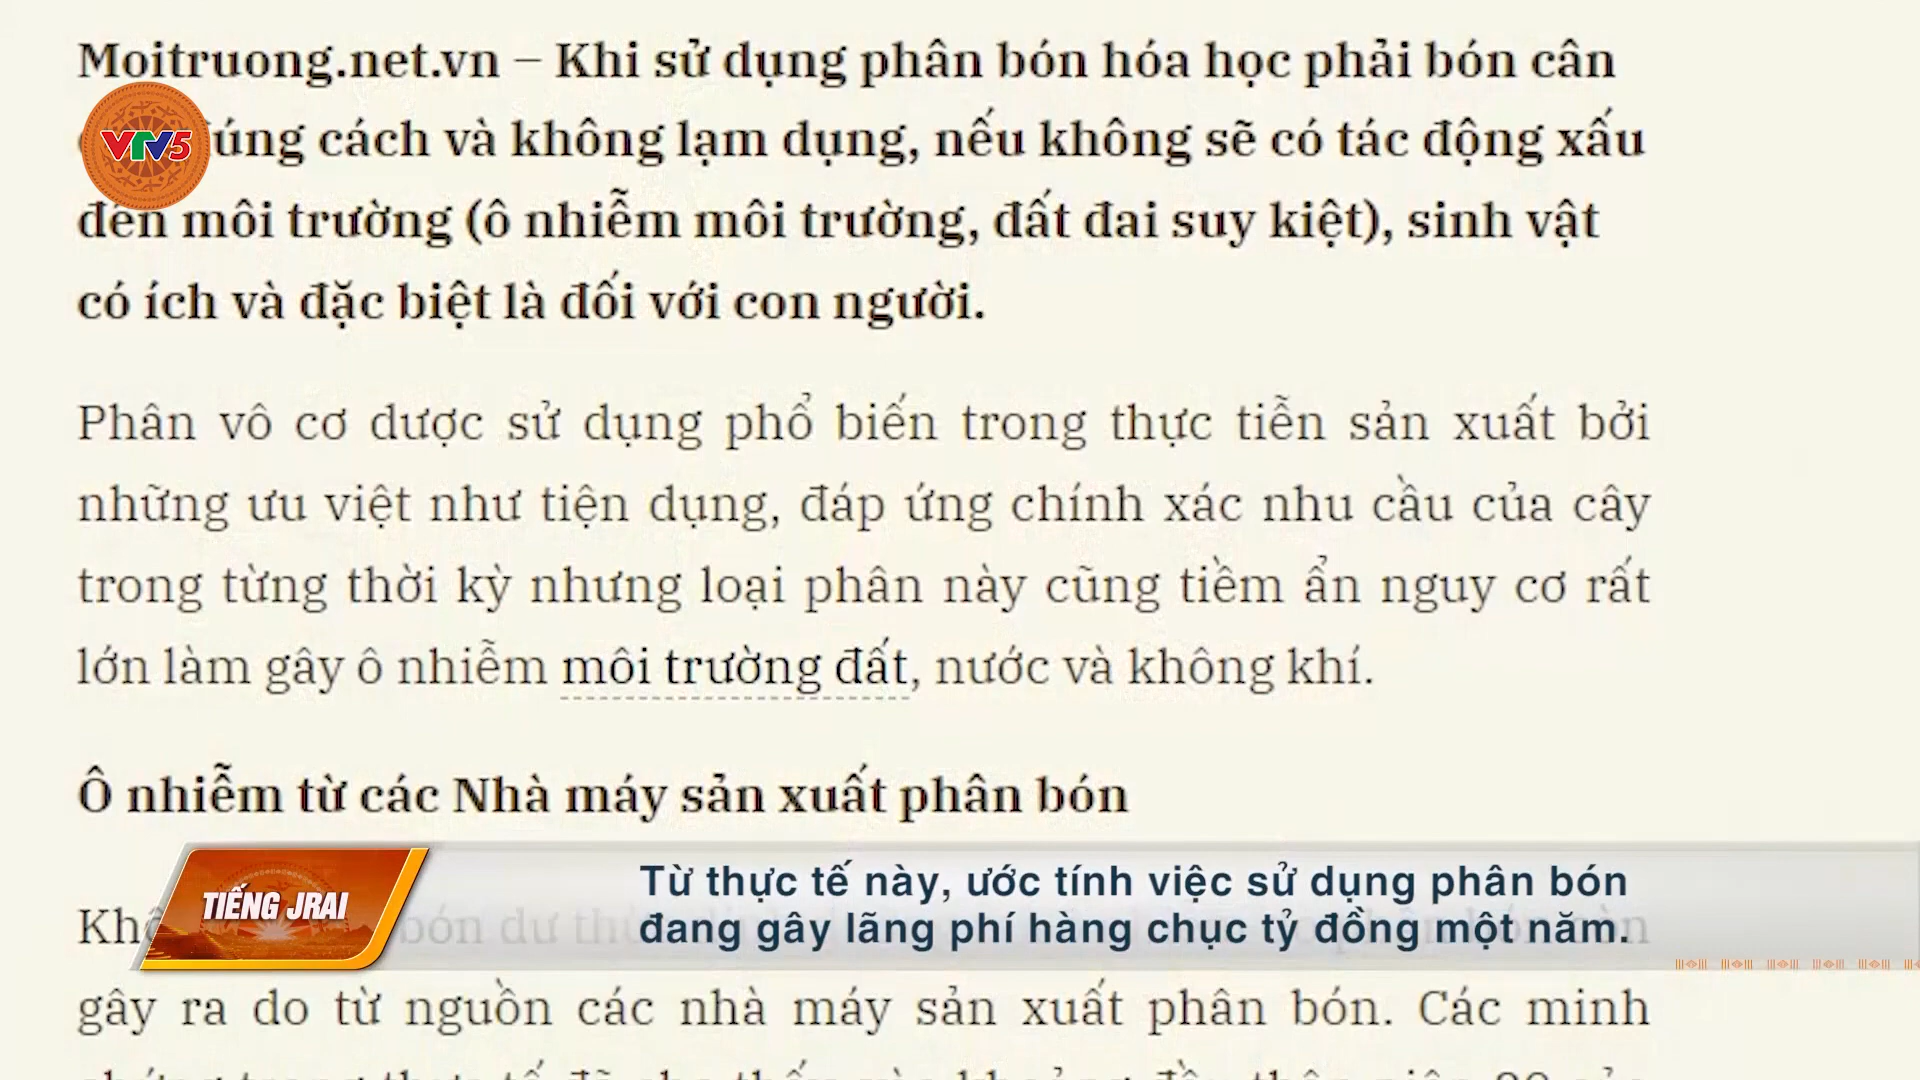 Moitruong.net.vn – Khi sử dụng phân bón hóa học phải bón cân
VTV5
úng cách và không lạm dụng, nếu không sẽ có tác động xấu
đến môi trường (ô nhiễm môi trường, đất đai suy kiệt), sinh vật
có ích và đặc biệt là đối với con người.
Phân vô cơ dược sử dụng phổ biến trong thực tiễn sản xuất bởi
những ưu việt như tiện dụng, đáp ứng chính xác nhu cầu của cây
trong từng thời kỳ nhưng loại phân này cũng tiềm ẩn nguy cơ rất
lớn làm gây ô nhiễm môi trường đất, nước và không khí.
Ô nhiễm từ các Nhà máy sản xuất phân bón
TIẾNG JRAI
Từ thực tế này, ước tính việc sử dụng phân bón
đang gây lãng phí hàng chục tỷ đồng một năm.
bón dư
gây ra do từ nguồn các nhà máy sản xuất phân bón. Các minh